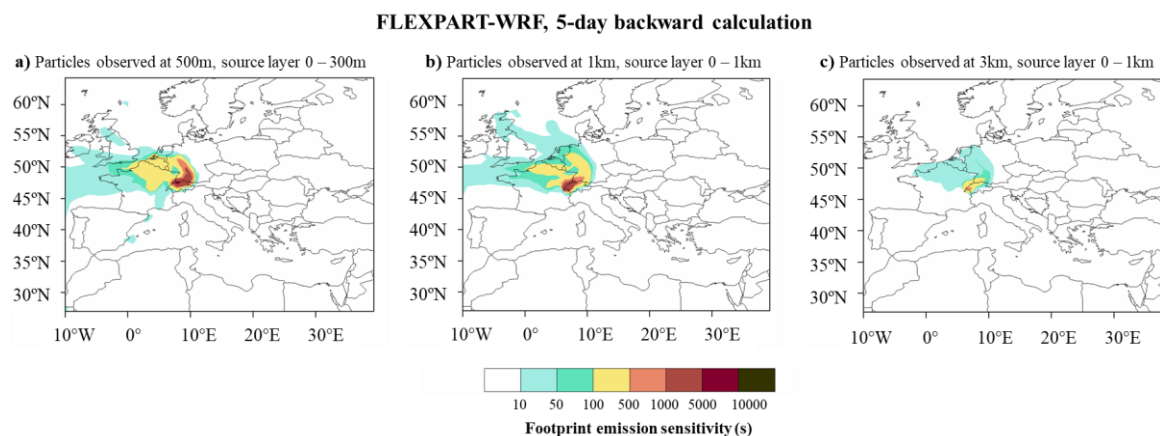 FLEXPART-WRF, 5-day backward calculation
a) Particles observed at 500m, source layer 0 – 300m
b) Particles observed at 1km, source layer 0 – 1km
c) Particles observed at 3km, source layer 0 – 1km
60ºN
55ºN
50ºN
45ºN
40ºN
35ºN
30ºN
10ºW 0° 10ºE 20ºE 30ºE
60ºN
55ºN
50ºN
45ºN
40ºN
35ºN
30ºN
10ºW 0° 10ºE 20ºE 30ºE
60ºN
55ºN
50ºN
45ºN
40ºN
35ºN
30ºN
10ºW 0° 10ºE 20ºE 30ºE
10 50 100 500 1000 5000 10000
Footprint emission sensitivity (s)